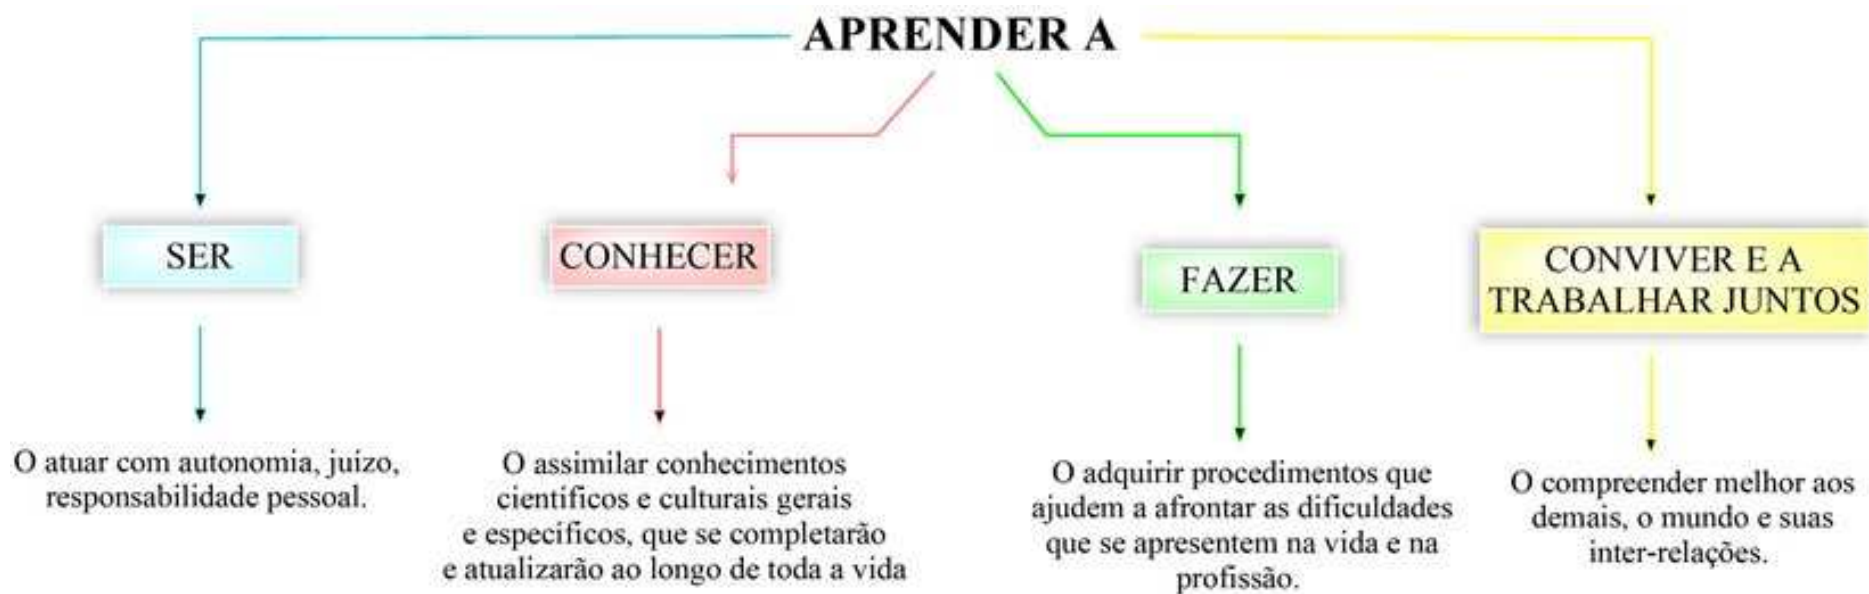 APRENDER A
SER
O atuar com autonomia, juízo,
responsabilidade pessoal.
CONHECER
O assimilar conhecimentos
científicos e culturais gerais
e específicos, que se completarão
e atualizarão ao longo de toda a vida
FAZER
O adquirir procedimentos que
ajudem a afrontar as dificuldades
que se apresentem na vida e na
profissão.
CONVIVER E A
TRABALHAR JUNTOS
O compreender melhor aos
demais, o mundo e suas
inter-relações.